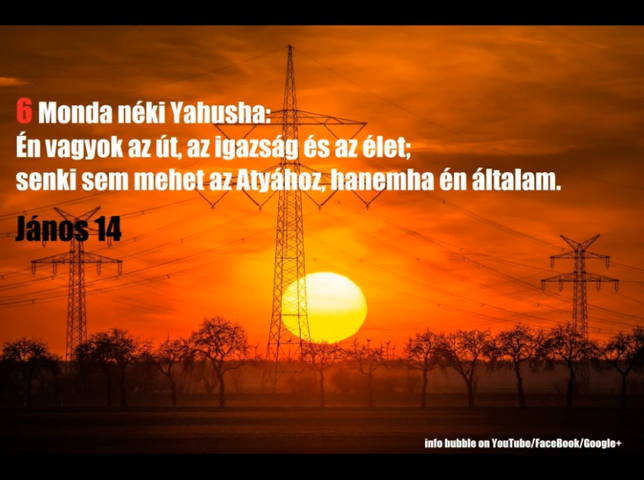 6 Monda néki Yahusha:
Én vagyok az út, az igazság és az élet;
senki sem mehet az Atyához, hanemha én általam.
János 14
info bubble on YouTube/FaceBook/Google+